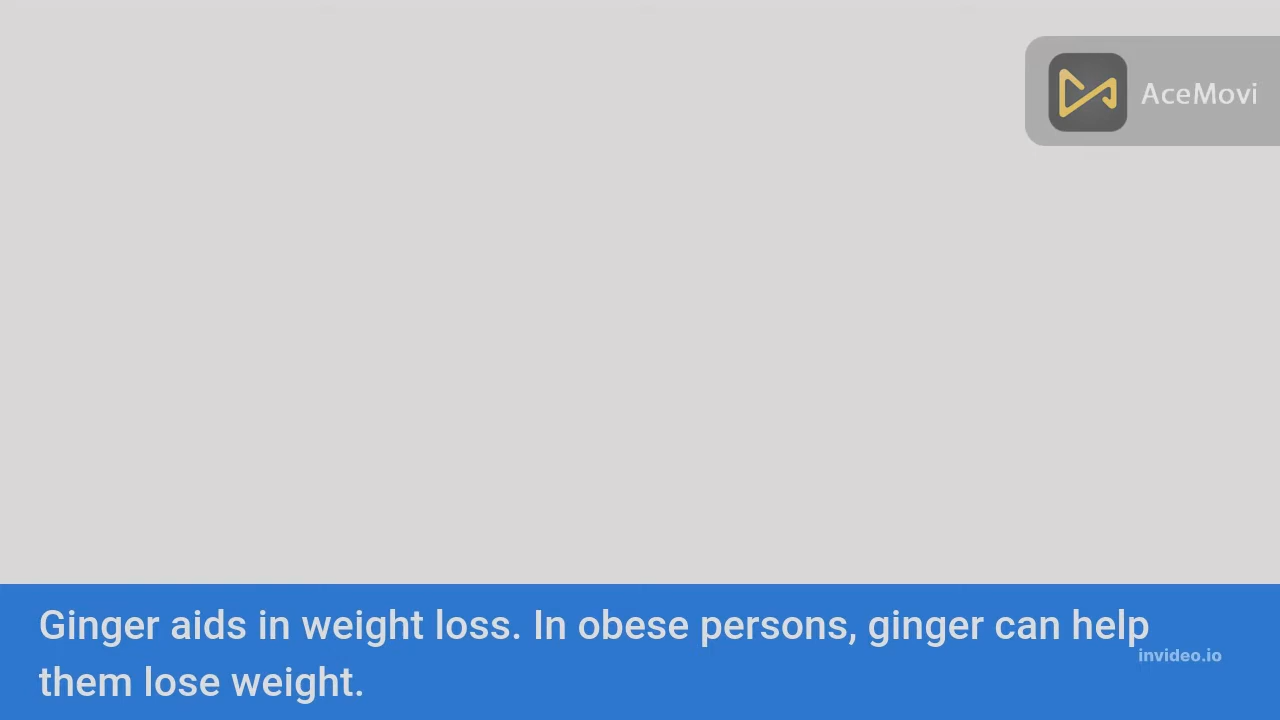 AceMovi
Ginger aids in weight loss. In obese persons, ginger can help
invideo.io
them lose weight.